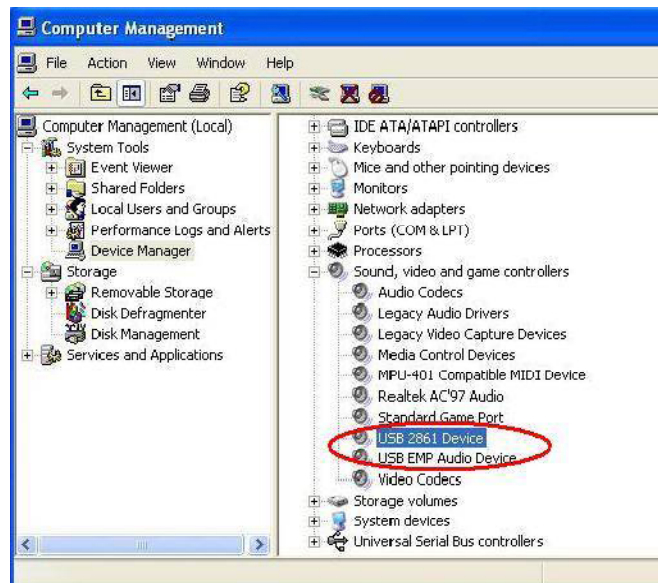 Computer Management
File Action View Window Help
Computer Management (Local)
System Tools
Event Viewer
Shared Folders
Local Users and Groups
Performance Logs and Alerts
Device Manager
Storage
Removable Storage
Disk Defragmenter
Disk Management
Services and Applications
IDE ATA/ATAPI controllers
Keyboards
Mice and other pointing devices
Monitors
Network adapters
Ports (COM & LPT)
Processors
Sound, video and game controllers
Audio Codecs
Legacy Audio Drivers
Legacy Video Capture Devices
Media Control Devices
MPU-401 Compatible MIDI Device
Realtek AC'97 Audio
Standard Game Port
USB 2861 Device
USB EMP Audio Device
Video Codecs
Storage volumes
System devices
Universal Serial Bus controllers